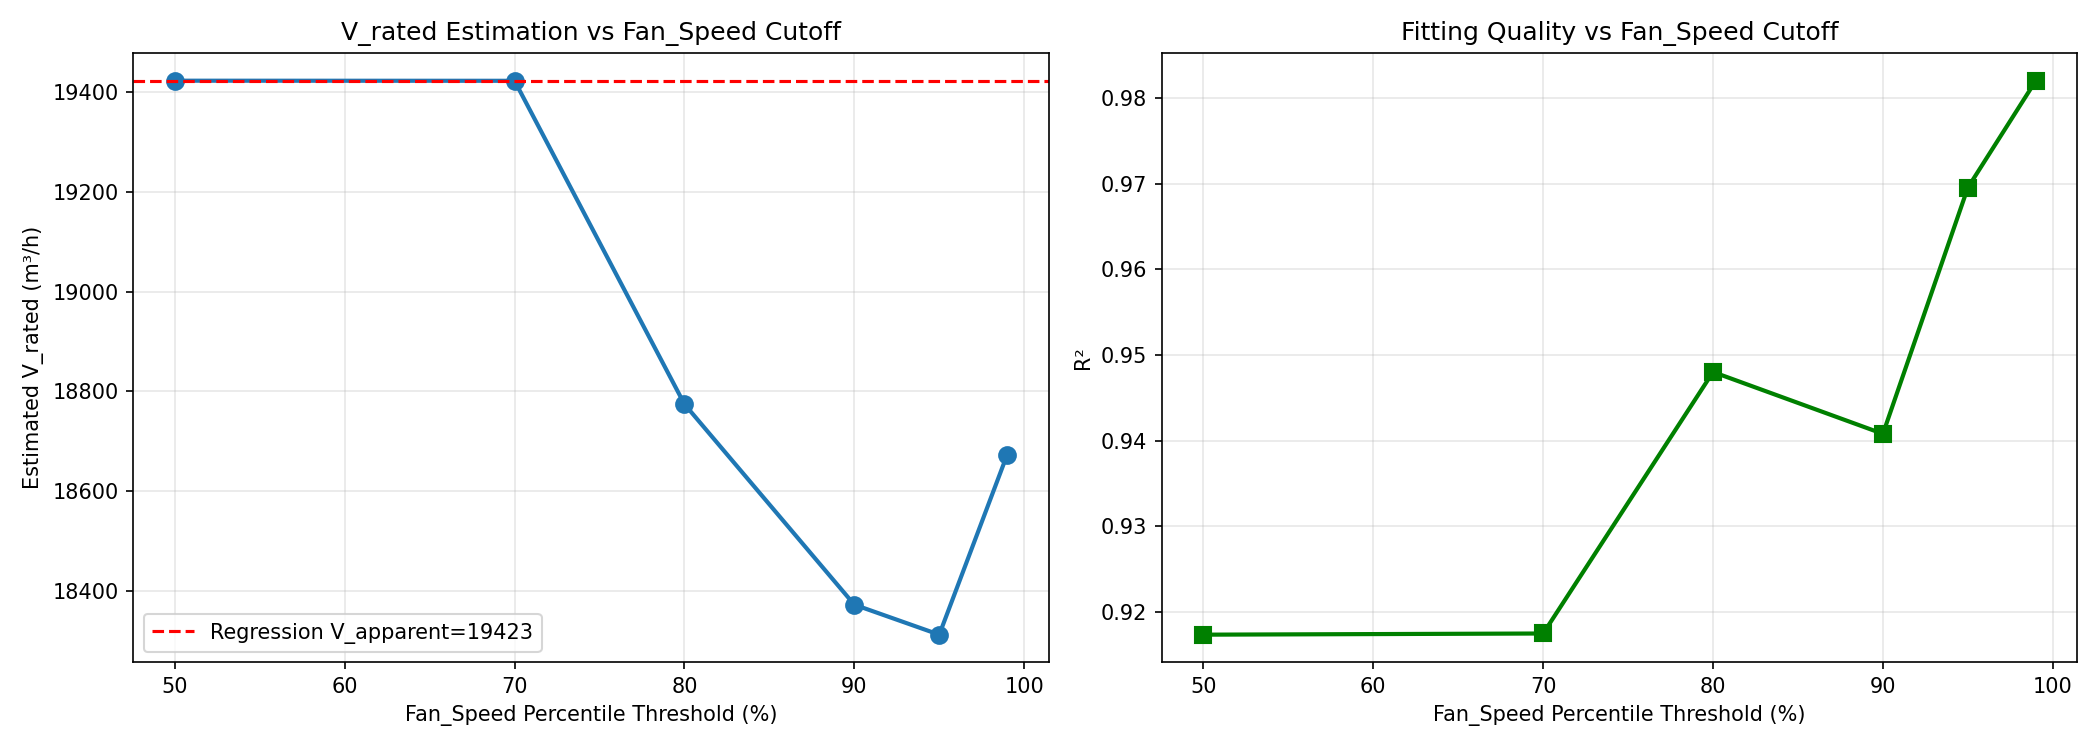 V_rated Estimation vs Fan_Speed Cutoff
Estimated V_rated (m³/h)
19400
19200
19000
18800
18600
18400
Regression V_apparent=19423
50 60 70 80 90 100
Fan_Speed Percentile Threshold (%)
Fitting Quality vs Fan_Speed Cutoff
R²
0.98
0.97
0.96
0.95
0.94
0.93
0.92
50 60 70 80 90 100
Fan_Speed Percentile Threshold (%)